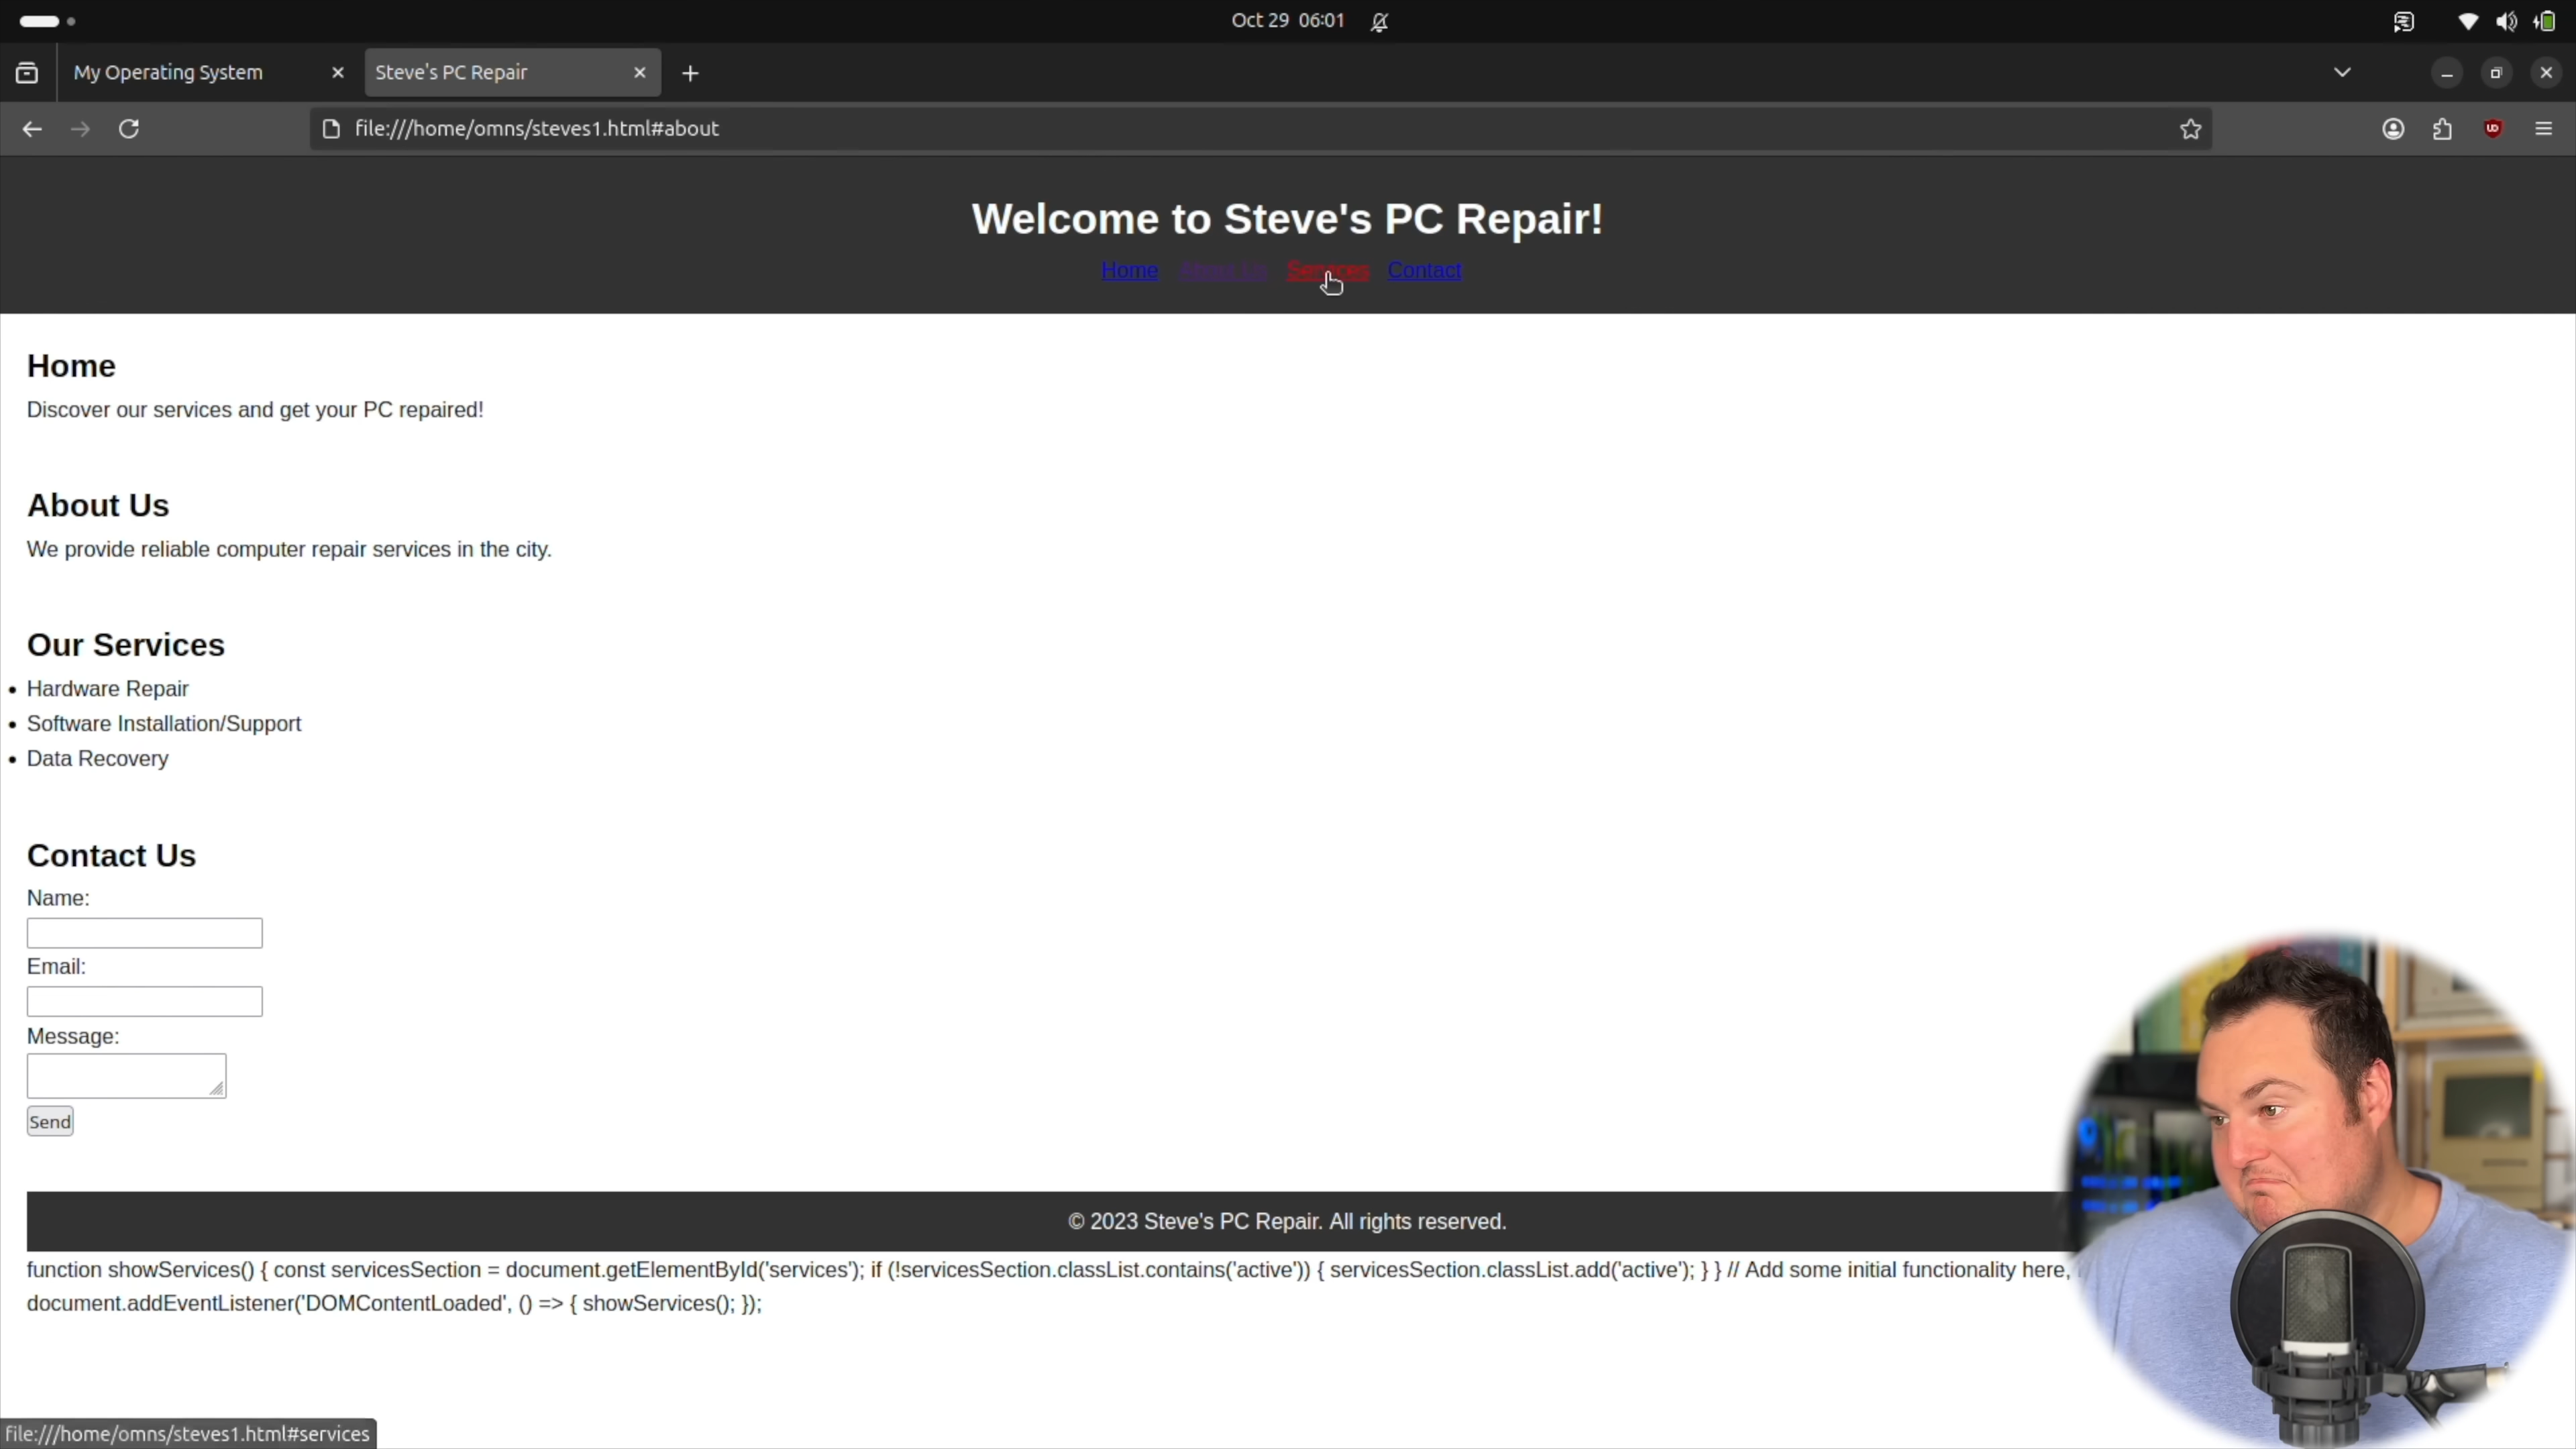 Oct 29 06:01
My Operating System
Steve's PC Repair
file:///home/omns/steves1.html#about
Welcome to Steve's PC Repair!
Home About Us Services Contact
Home
Discover our services and get your PC repaired!
About Us
We provide reliable computer repair services in the city.
Our Services
• Hardware Repair
• Software Installation/Support
• Data Recovery
Contact Us
Name:
Email:
Message:
Send
© 2023 Steve's PC Repair. All rights reserved.
function showServices() { const servicesSection = document.getElementById('services'); if (!servicesSection.classList.contains('active')) { servicesSection.classList.add('active'); } } // Add some initial functionality here,
document.addEventListener('DOMContentLoaded', () => { showServices(); });
file:///home/omns/steves1.html#services